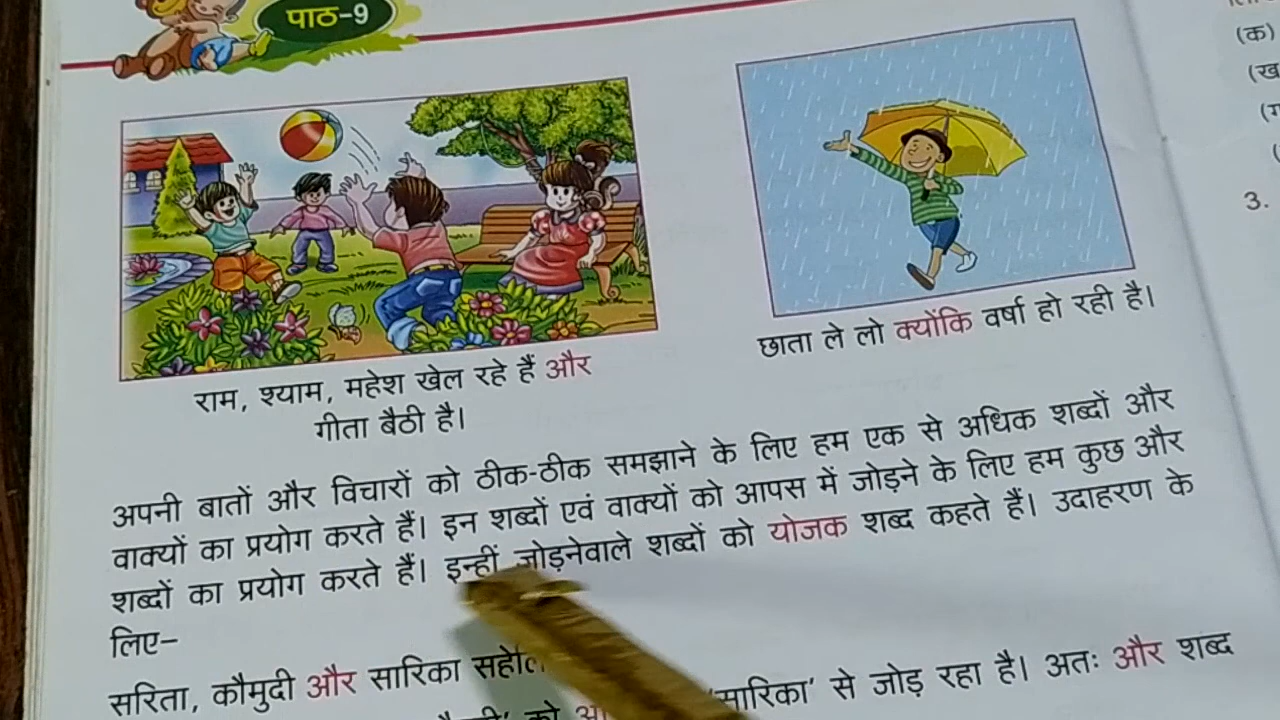 पाठ-9
राम, श्याम, महेश खेल रहे हैं और
गीता बैठी है।
छाता ले लो क्योंकि वर्षा हो रही है।
अपनी बातों और विचारों को ठीक-ठीक समझाने के लिए हम एक से अधिक शब्दों और
वाक्यों का प्रयोग करते हैं। इन शब्दों एवं वाक्यों को आपस में जोड़ने के लिए हम कुछ और
शब्दों का प्रयोग करते हैं। इन्हीं जोड़नेवाले शब्दों को योजक शब्द कहते हैं। उदाहरण के
लिए–
सरिता, कौमुदी और सारिका
को 'सारिका' से जोड़ रहा है। अतः और शब्द
(क)
(ख
3.